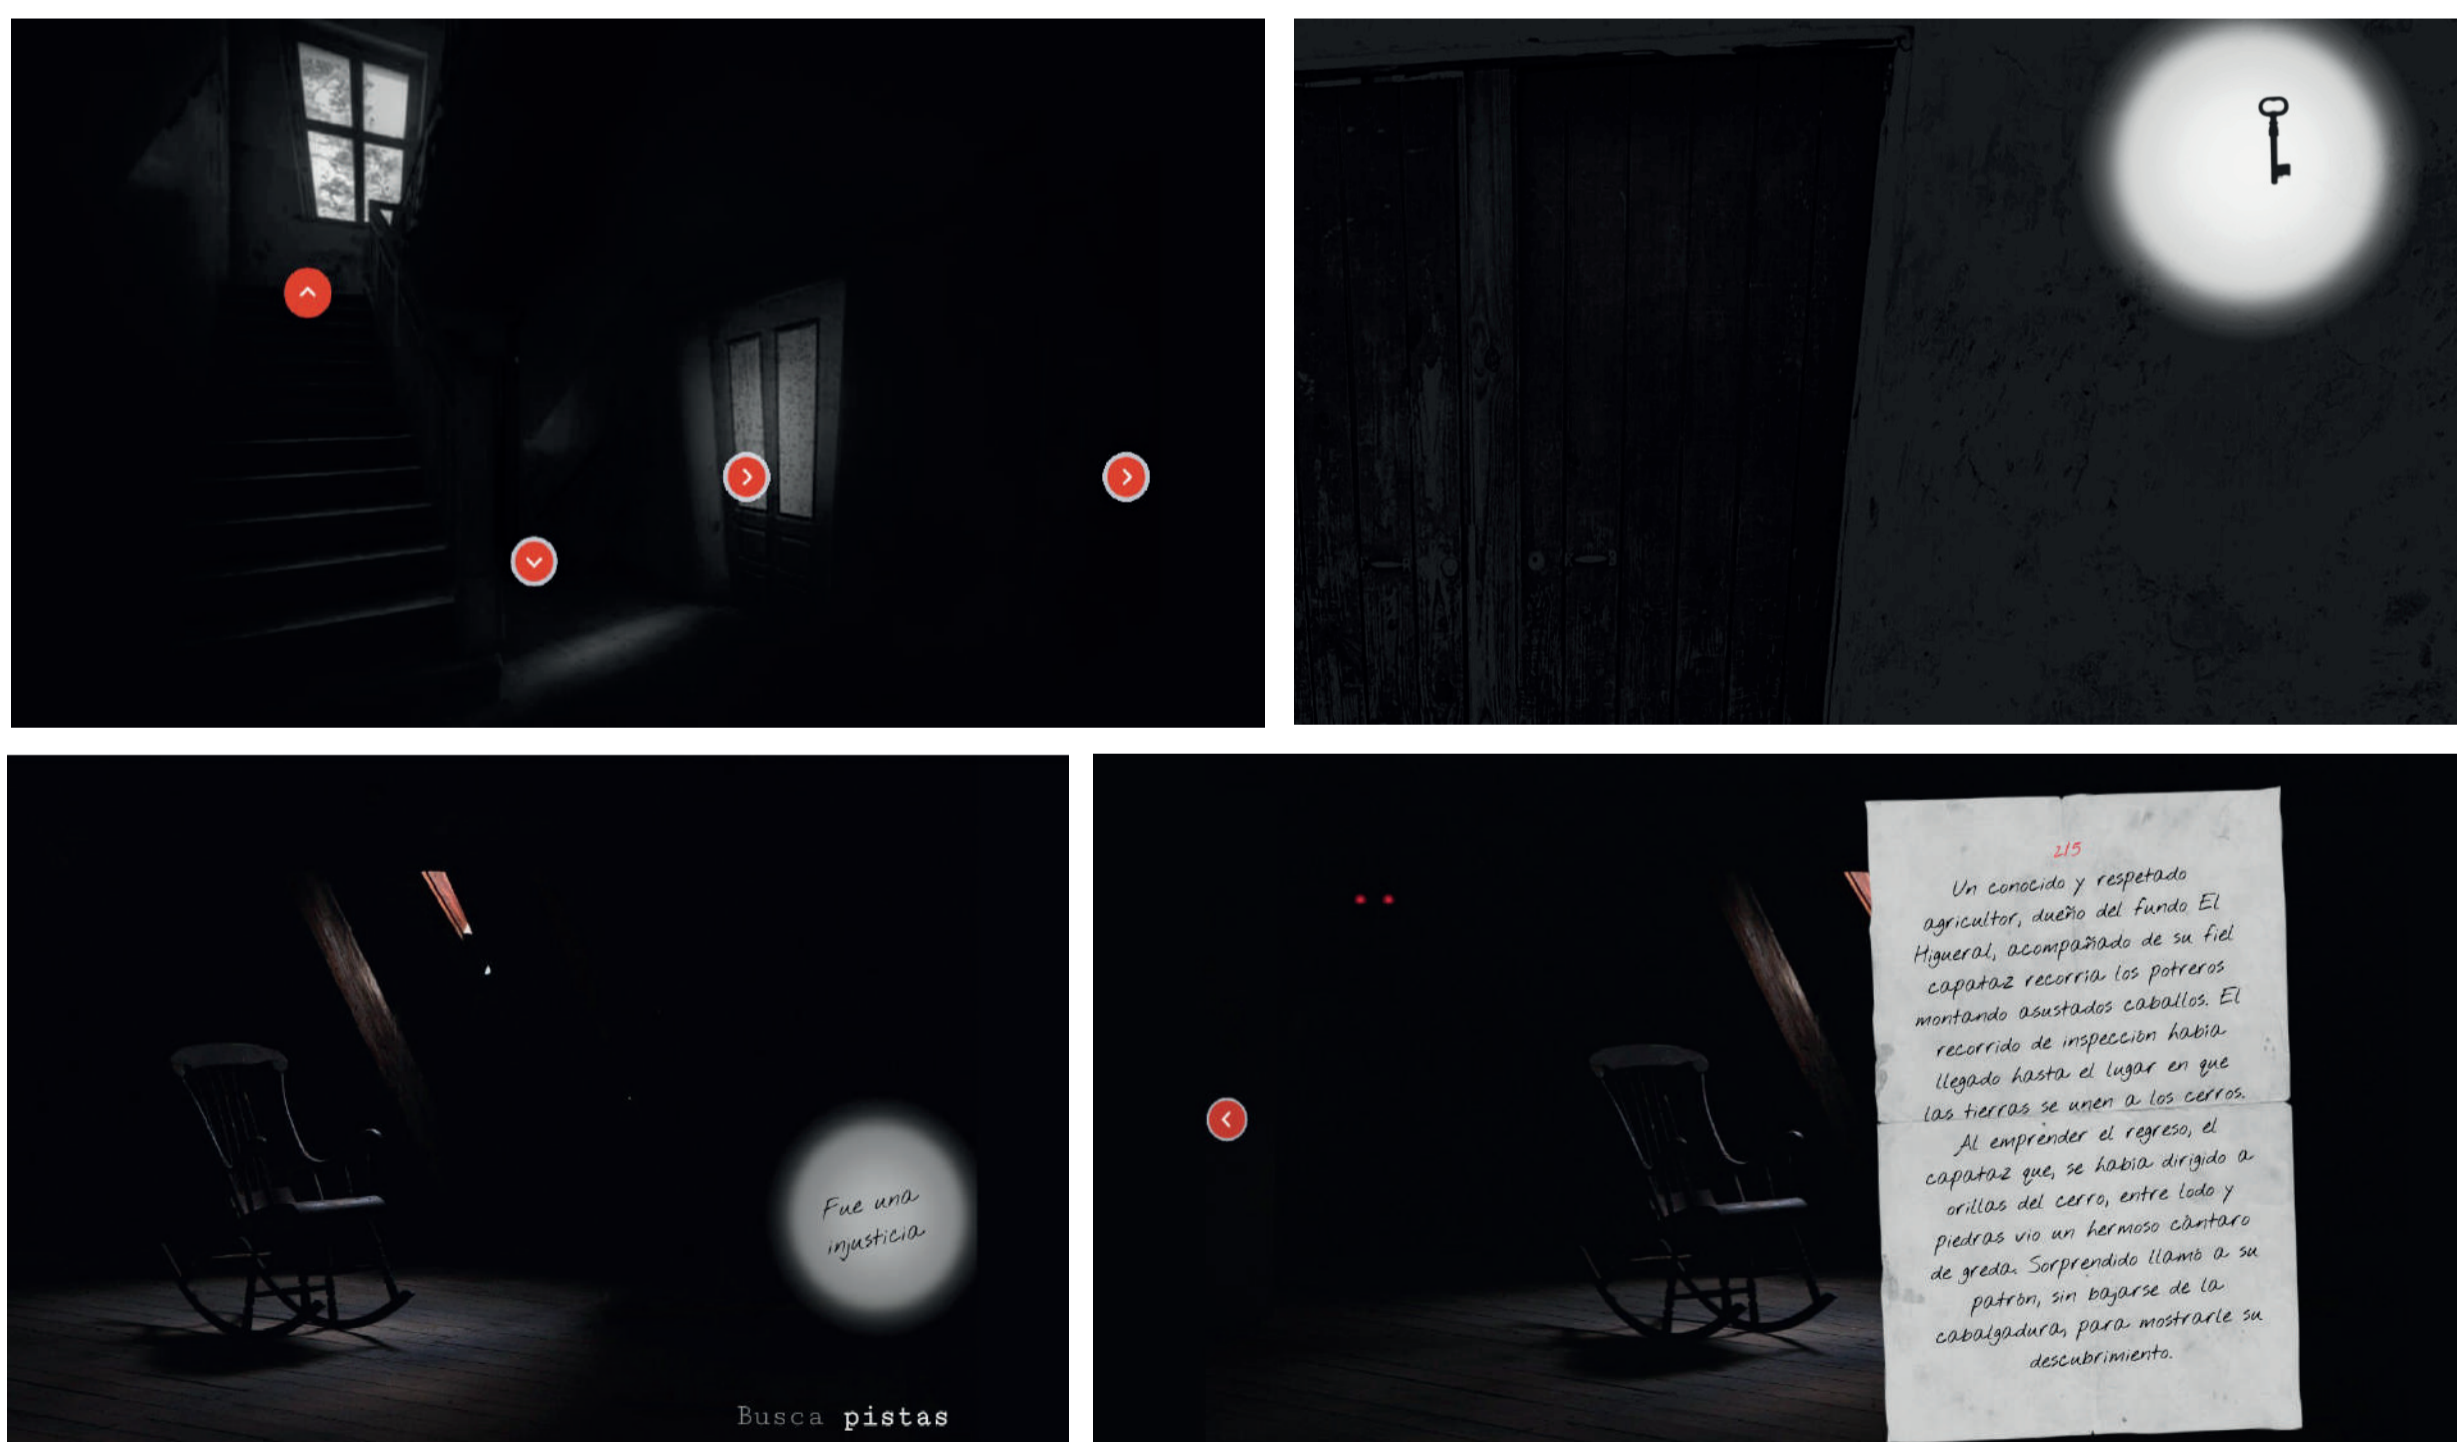 Fue una
injusticia
Busca pistas
2/5
Un conocido y respetado
agricultor, dueño del fundo El
Higueral, acompañado de su fiel
capataz recorría los potreros
montando asustados caballos. El
recorrido de inspección había
llegado hasta el lugar en que
las tierras se unen a los cerros.
Al emprender el regreso, el
capataz que, se había dirigido a
orillas del cerro, entre lodo y
piedras vio un hermoso cántaro
de greda. Sorprendido llamó a su
patrón, sin bajarse de la
cabalgadura, para mostrarle su
descubrimiento.